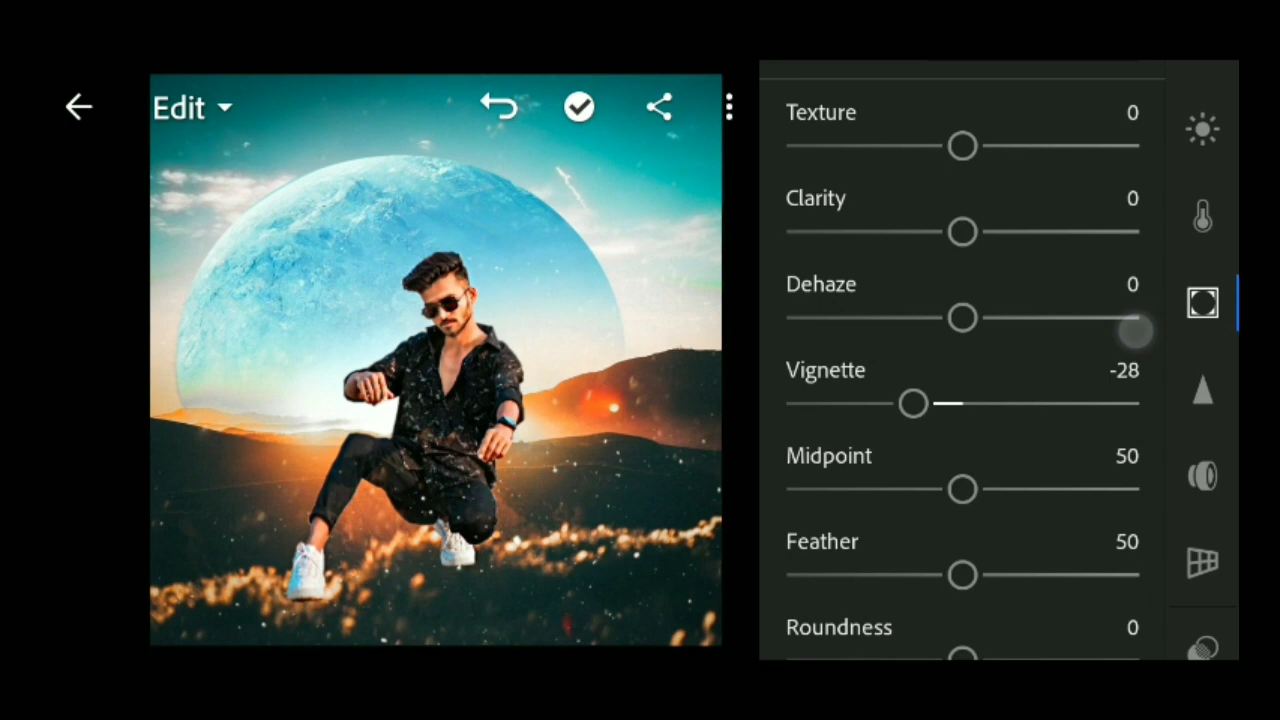 Edit
Texture 0
Clarity 0
Dehaze 0
Vignette -28
Midpoint 50
Feather 50
Roundness 0